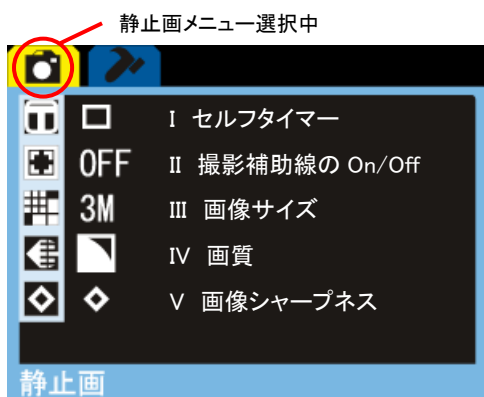 静止画メニュー選択中
I セルフタイマー
OFF II 撮影補助線の On/Off
3M III 画像サイズ
IV 画質
V 画像シャープネス
静止画